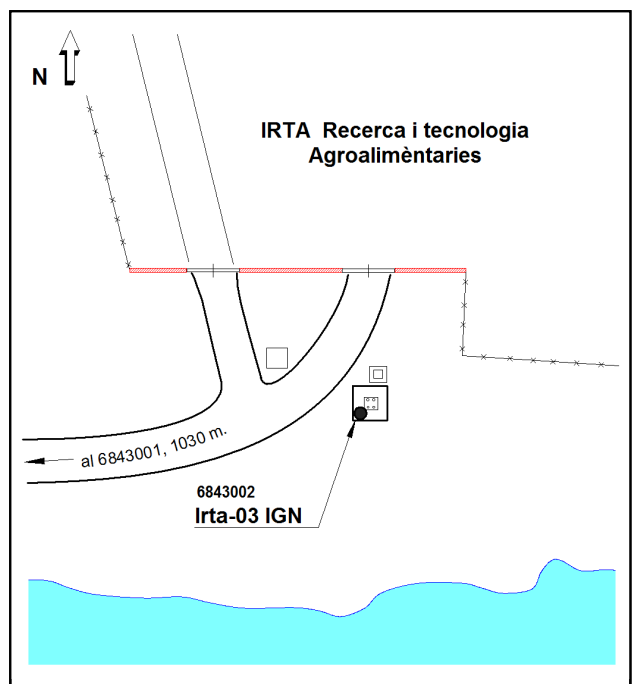 N
IRTA Recerca i tecnologia
Agroalimèntaries
al 6843001, 1030 m.
6843002
Irta-03 IGN